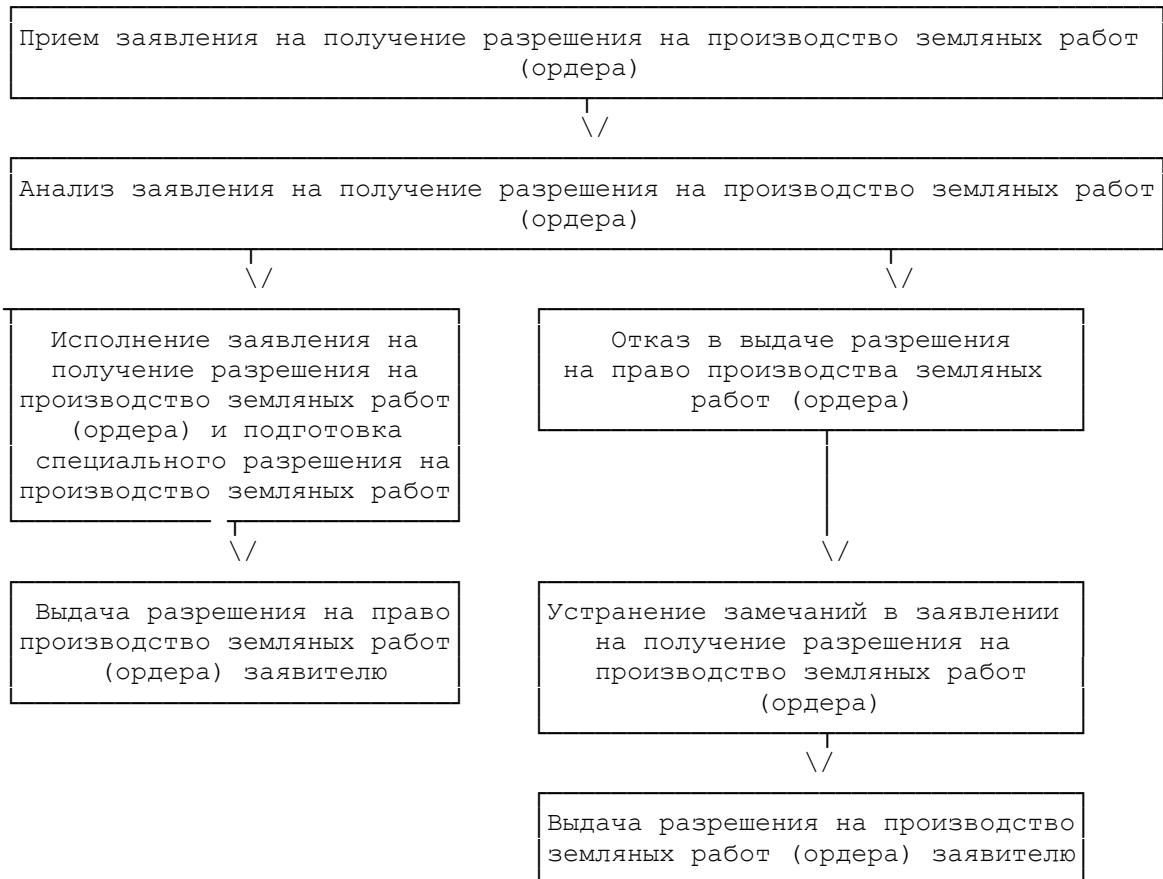 Прием заявления на получение разрешения на производство земляных работ
(ордера)
Анализ заявления на получение разрешения на производство земляных работ
(ордера)
Исполнение заявления на
получение разрешения на
производство земляных работ
(ордера) и подготовка
специального разрешения на
производство земляных работ
Отказ в выдаче разрешения
на право производства земляных
работ (ордера)
Выдача разрешения на право
производство земляных работ
(ордера) заявителю
Устранение замечаний в заявлении
на получение разрешения на
производство земляных работ
(ордера)
Выдача разрешения на производство
земляных работ (ордера) заявителю